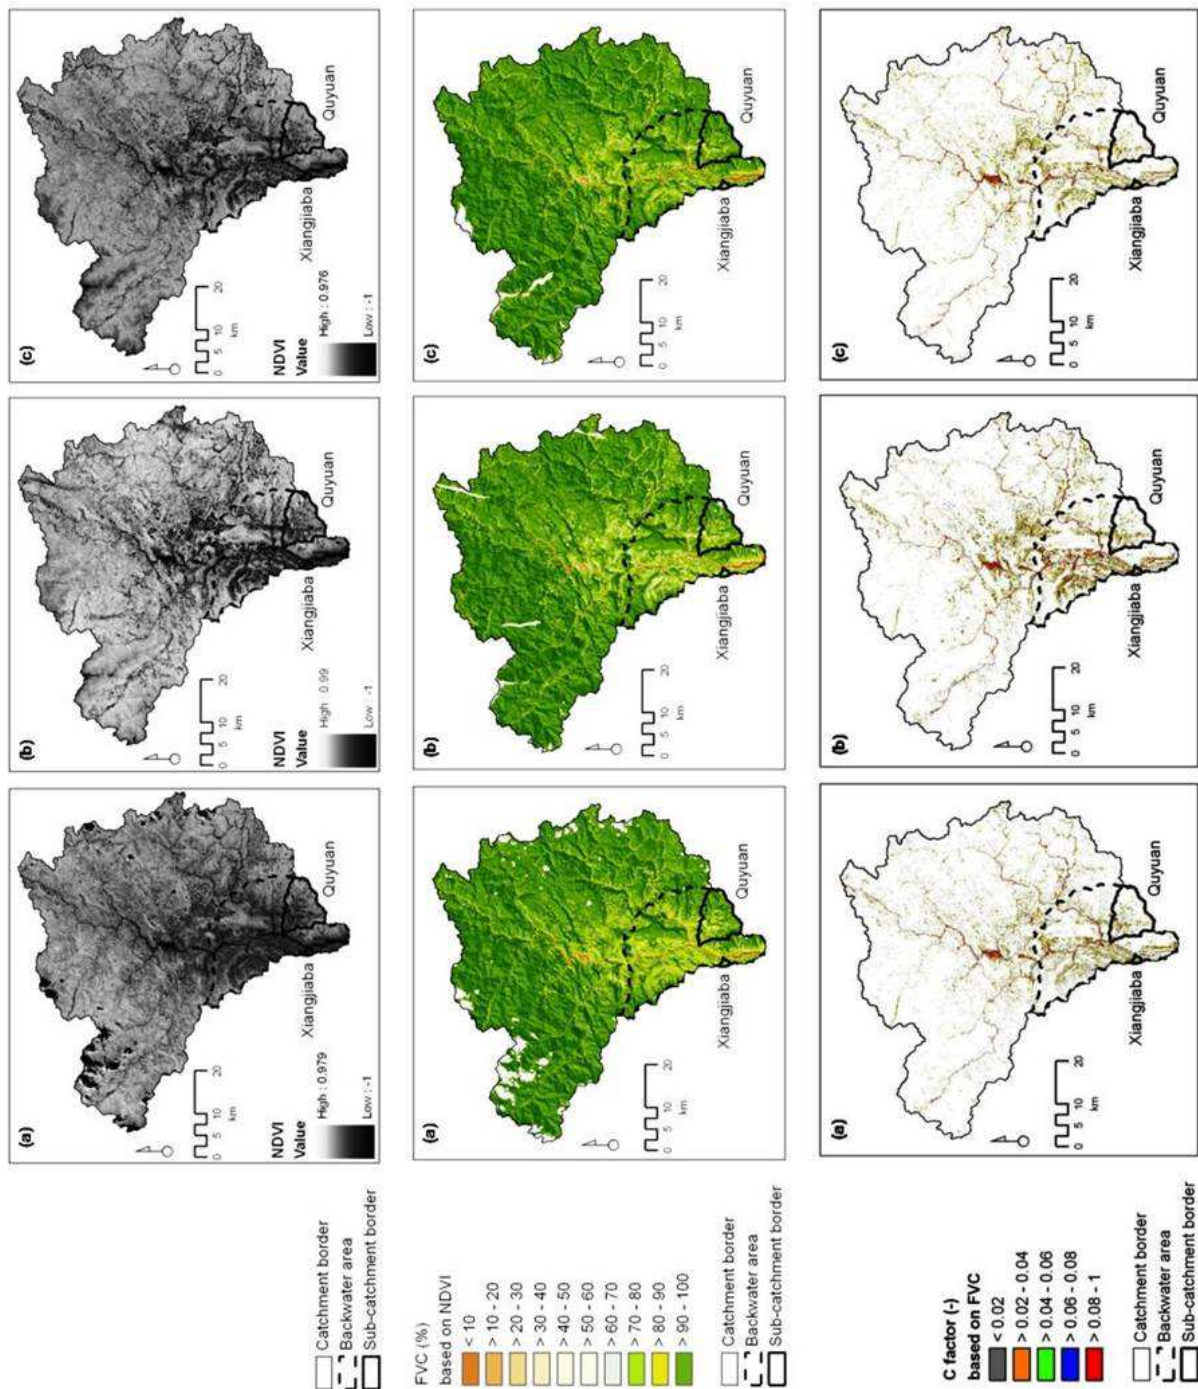 Catchment border
Backwater area
Sub-catchment border
(a)
0 5 10 20
km
NDVI
Value
High : 0.979
Low : -1
Xiangjiaba
Quyuan
(b)
0 5 10 20
km
NDVI
Value
High : 0.99
Low : -1
Xiangjiaba
Quyuan
(c)
0 5 10 20
km
NDVI
Value
High : 0.976
Low : -1
Xiangjiaba
Quyuan
FVC (%)
based on NDVI
< 10
> 10 - 20
> 20 - 30
> 30 - 40
> 40 - 50
> 50 - 60
> 60 - 70
> 70 - 80
> 80 - 90
> 90 - 100
Catchment border
Backwater area
Sub-catchment border
(a)
0 5 10 20
km
Xiangjiaba
Quyuan
(b)
0 5 10 20
km
Xiangjiaba
Quyuan
(c)
0 5 10 20
km
Xiangjiaba
Quyuan
C factor (-)
based on FVC
< 0.02
> 0.02 - 0.04
> 0.04 - 0.06
> 0.06 - 0.08
> 0.08 - 1
Catchment border
Backwater area
Sub-catchment border
(a)
0 5 10 20
km
Xiangjiaba
Quyuan
(b)
0 5 10 20
km
Xiangjiaba
Quyuan
(c)
0 5 10 20
km
Xiangjiaba
Quyuan